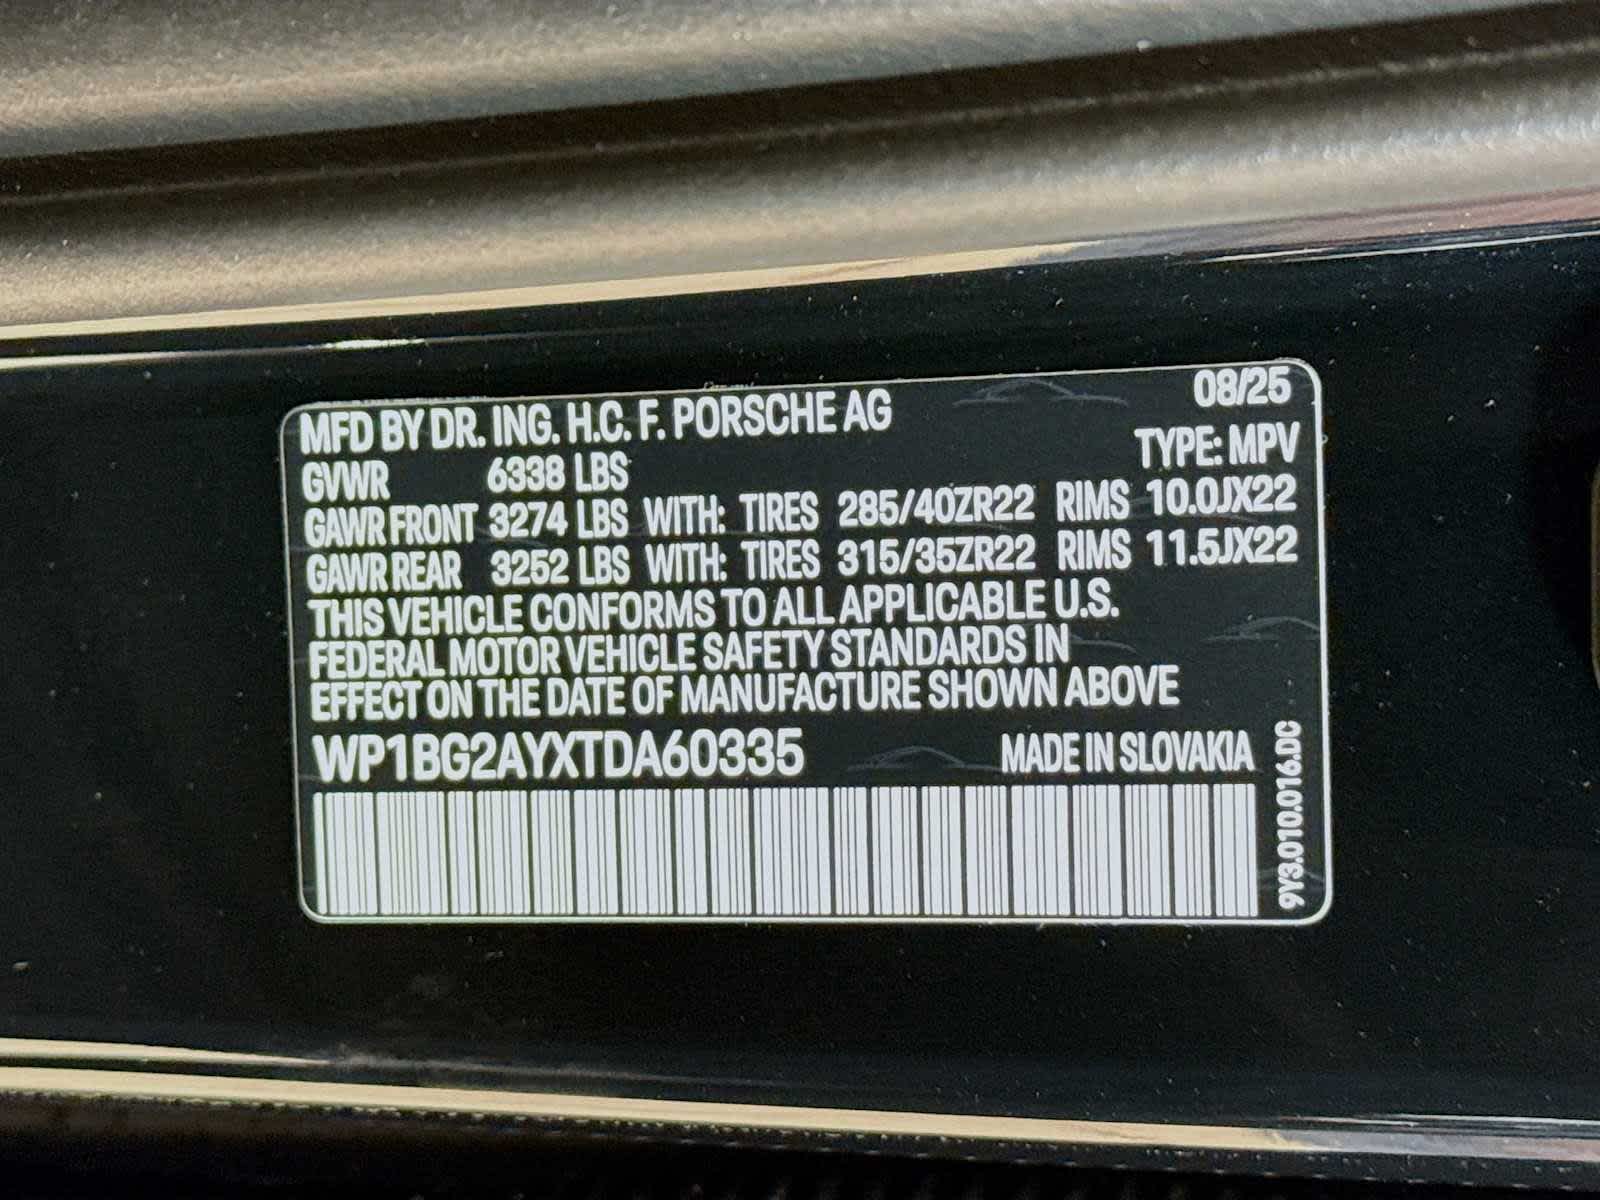 MFD BY DR. ING. H.C. F. PORSCHE AG 08/25
GVWR 6338 LBS TYPE: MPV
GAWR FRONT 3274 LBS WITH: TIRES 285/40ZR22 RIMS 10.0JX22
GAWR REAR 3252 LBS WITH: TIRES 315/35ZR22 RIMS 11.5JX22
THIS VEHICLE CONFORMS TO ALL APPLICABLE U.S.
FEDERAL MOTOR VEHICLE SAFETY STANDARDS IN
EFFECT ON THE DATE OF MANUFACTURE SHOWN ABOVE
WP1BG2AYXTDA60335 MADE IN SLOVAKIA
9Y3.010.016.DC